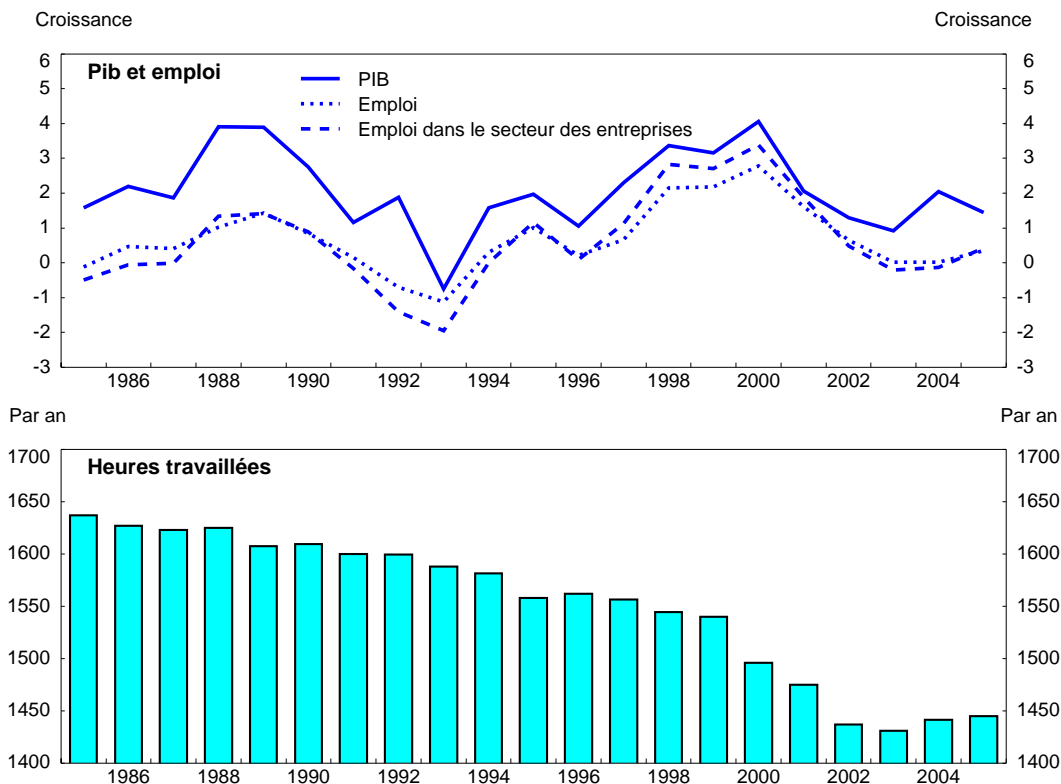 Croissance Croissance
6 6
Pib et emploi
5 5
PIB
4 4
Emploi
Emploi dans le secteur des entreprises
3 3
2 2
1 1
0 0
-1 -1
-2 -2
-3 -3
1986 1988 1990 1992 1994 1996 1998 2000 2002 2004
Par an Par an
1700 1700
Heures travaillées
1650 1650
1600 1600
1550 1550
1500 1500
1450 1450
1400 1400
1986 1988 1990 1992 1994 1996 1998 2000 2002 2004